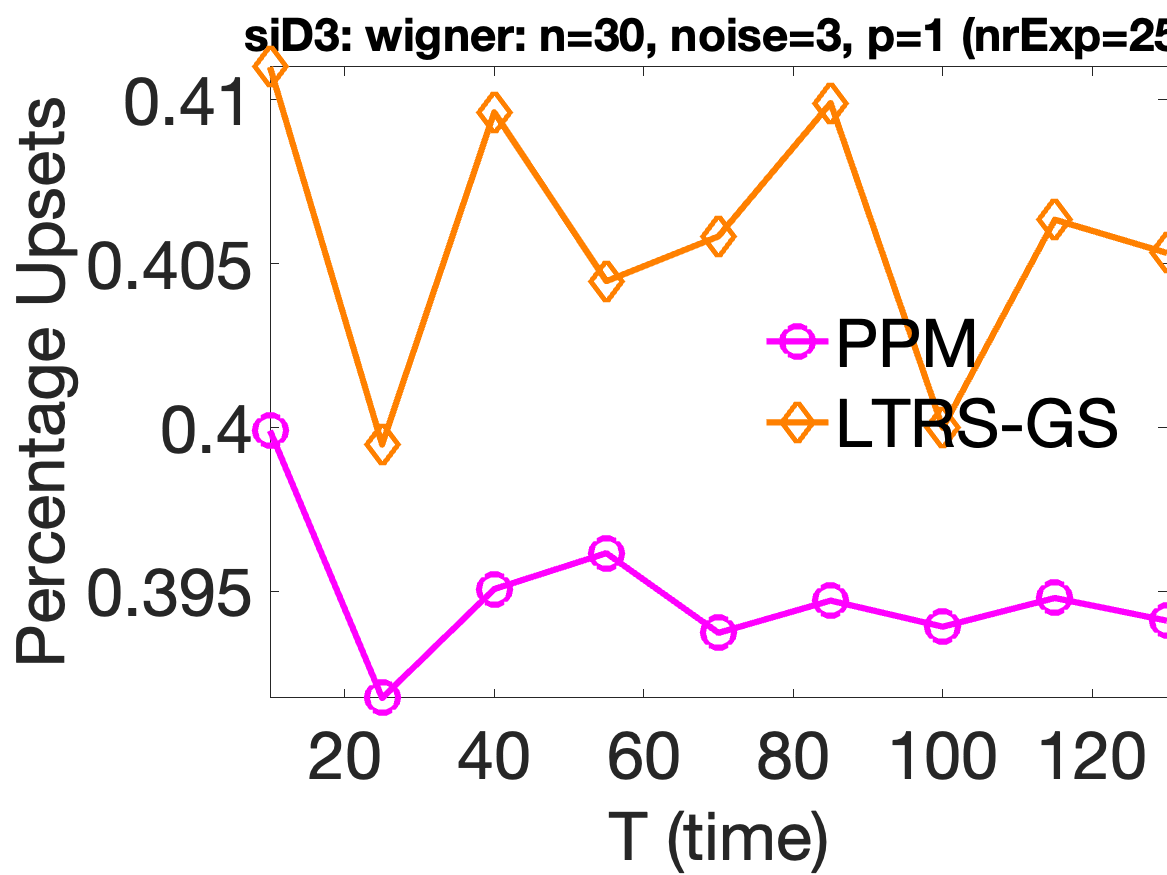 siD3: wigner: n=30, noise=3, p=1 (nrExp=25
Percentage Upsets
0.41
0.405
0.4
0.395
PPM
LTRS-GS
20 40 60 80 100 120
T (time)